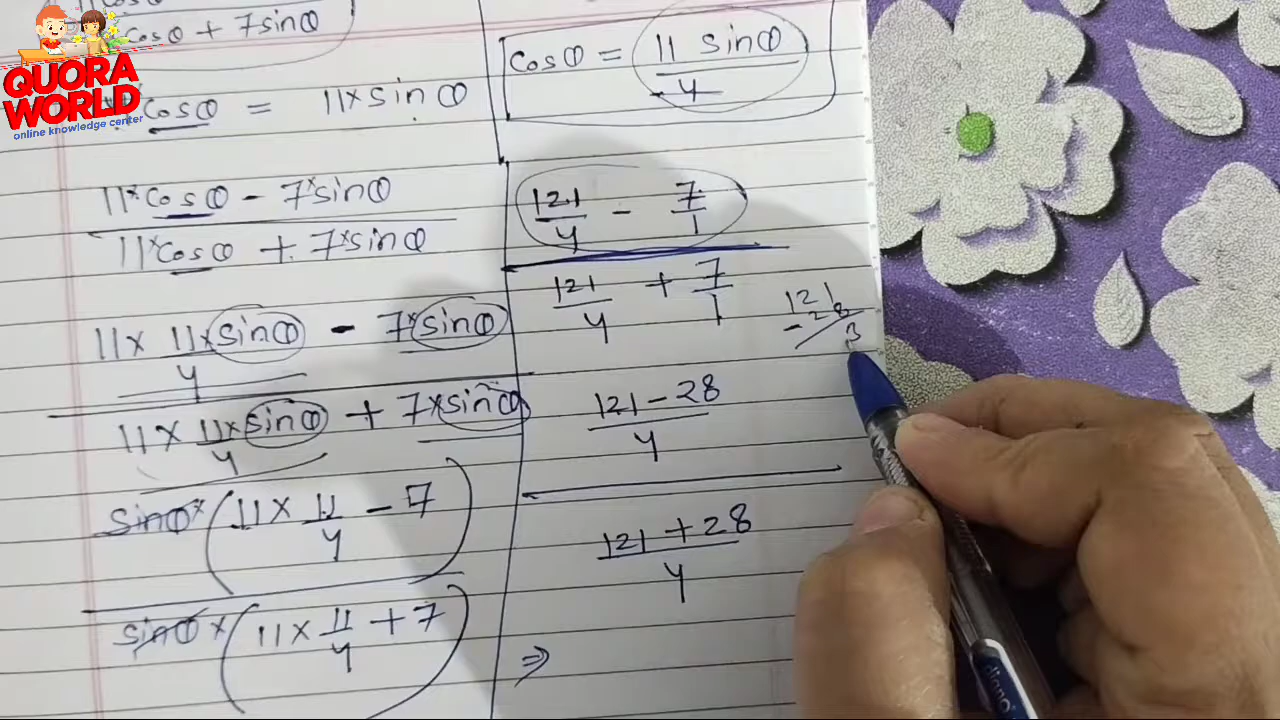 QUORA
WORLD
online knowledge center
cosθ + 7sinθ
cosθ = 11×sinθ
11×cosθ - 7×sinθ
11×cosθ + 7×sinθ
11 × 11×sinθ/4 - 7×sinθ
11 × 11×sinθ/4 + 7×sinθ
sinθ×(11 × 11/4 - 7)
sinθ×(11 × 11/4 + 7)
cosθ = 11 sinθ/4
121/4 - 7/1
121/4 + 7/1
121
-28
3
121-28
4
121+28
4
⇒